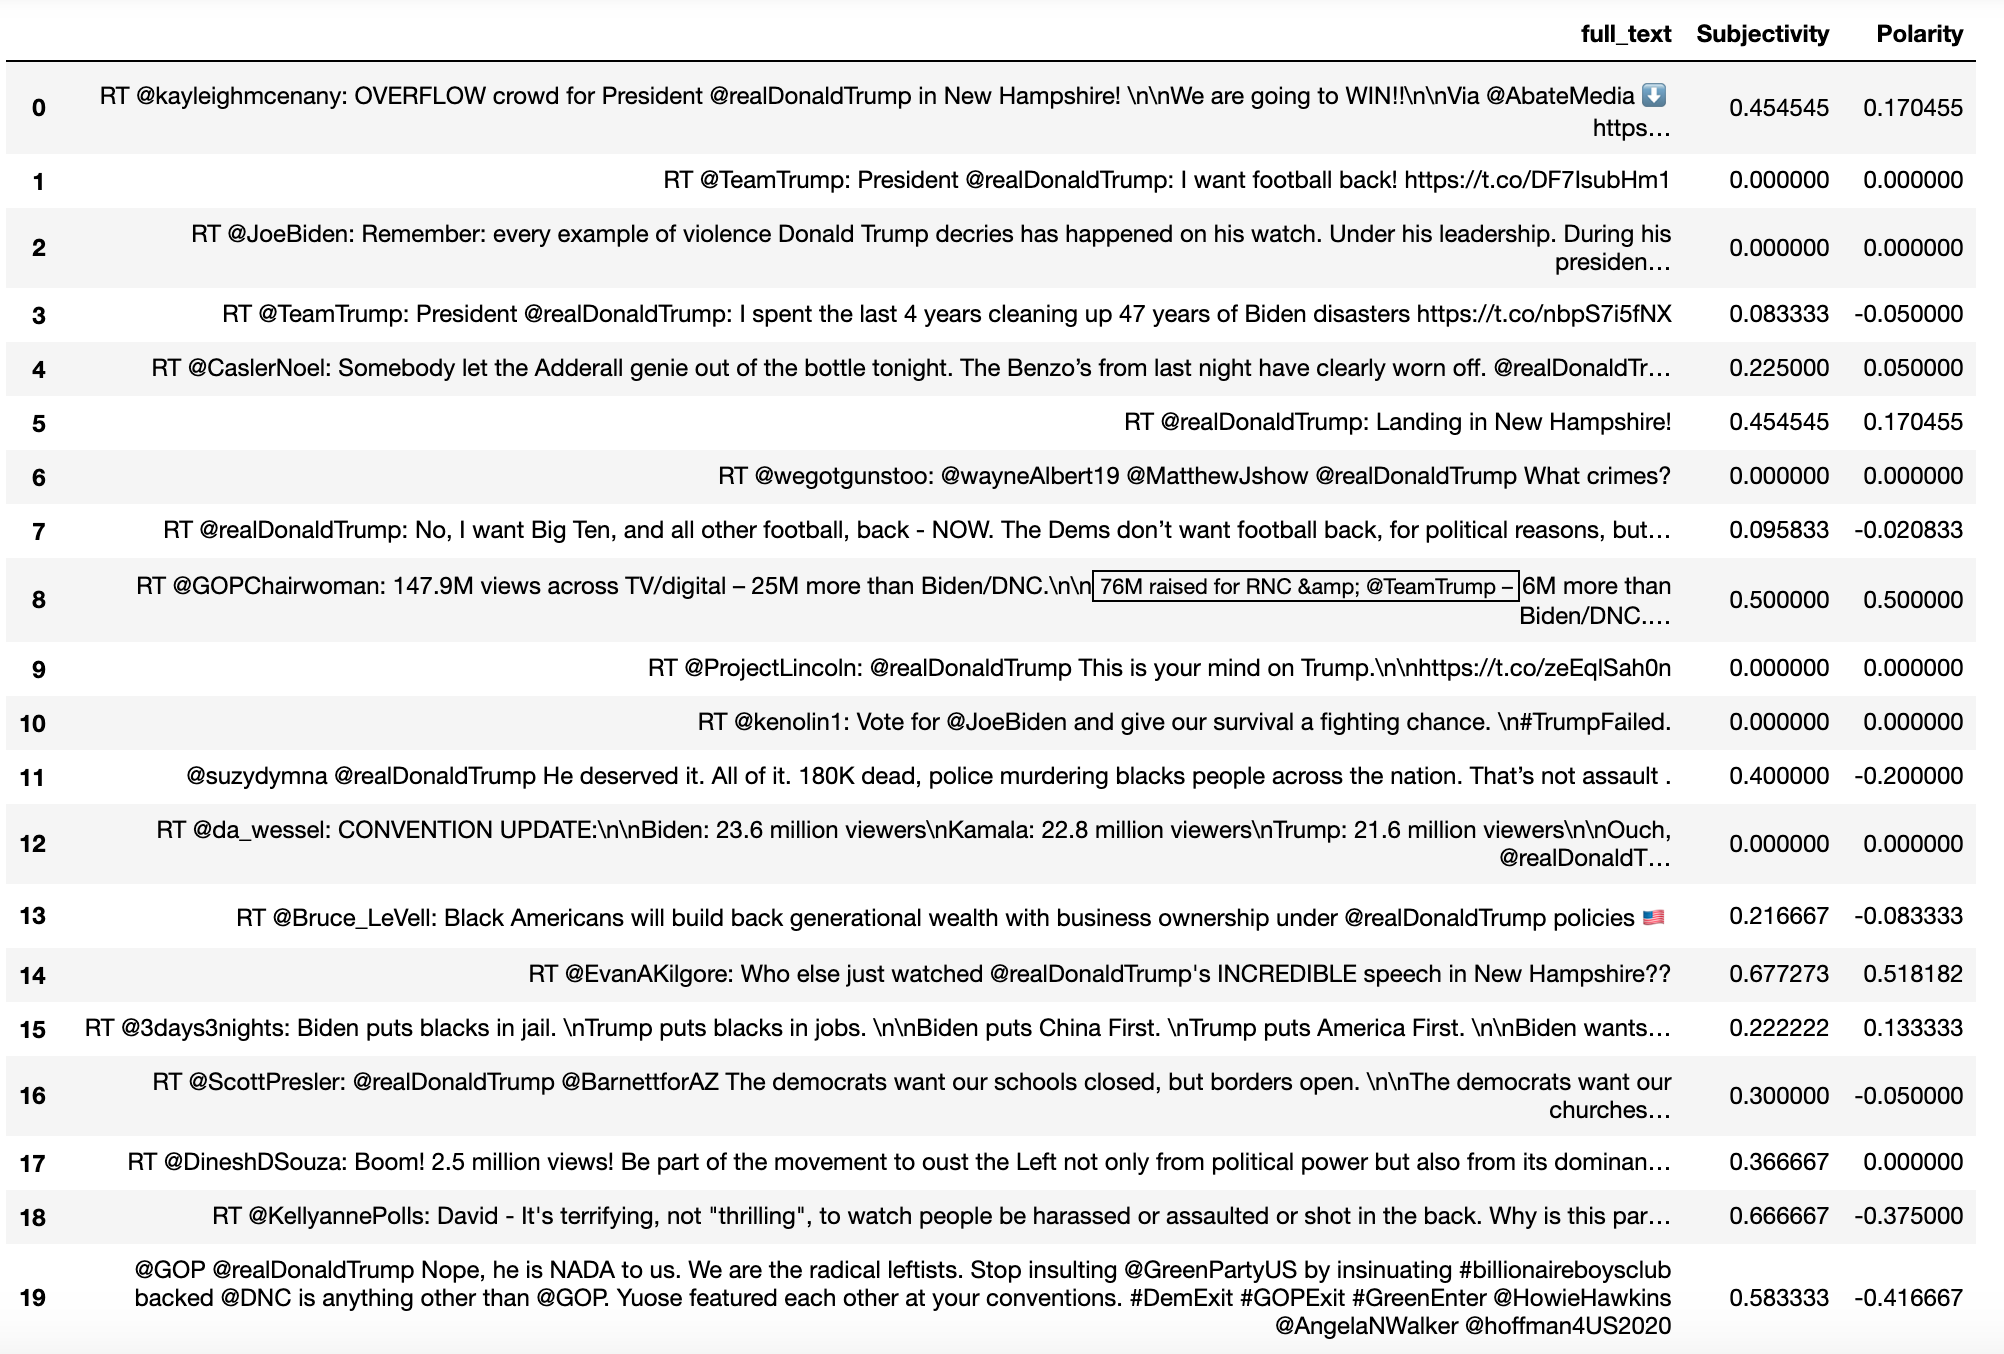 full_text Subjectivity Polarity
0 RT @kayleighmcenany: OVERFLOW crowd for President @realDonaldTrump in New Hampshire! \n\nWe are going to WIN!!\n\nVia @AbateMedia ⬇️ 0.454545 0.170455
https…
1 RT @TeamTrump: President @realDonaldTrump: I want football back! https://t.co/DF7IsubHm1 0.000000 0.000000
2 RT @JoeBiden: Remember: every example of violence Donald Trump decries has happened on his watch. Under his leadership. During his 0.000000 0.000000
presiden…
3 RT @TeamTrump: President @realDonaldTrump: I spent the last 4 years cleaning up 47 years of Biden disasters https://t.co/nbpS7i5fNX 0.083333 -0.050000
4 RT @CaslerNoel: Somebody let the Adderall genie out of the bottle tonight. The Benzo’s from last night have clearly worn off. @realDonaldTr… 0.225000 0.050000
5 RT @realDonaldTrump: Landing in New Hampshire! 0.454545 0.170455
6 RT @wegotgunstoo: @wayneAlbert19 @MatthewJshow @realDonaldTrump What crimes? 0.000000 0.000000
7 RT @realDonaldTrump: No, I want Big Ten, and all other football, back - NOW. The Dems don’t want football back, for political reasons, but… 0.095833 -0.020833
8 RT @GOPChairwoman: 147.9M views across TV/digital – 25M more than Biden/DNC.\n\n 76M raised for RNC &amp; @TeamTrump – 6M more than 0.500000 0.500000
Biden/DNC.…
9 RT @ProjectLincoln: @realDonaldTrump This is your mind on Trump.\n\nhttps://t.co/zeEqlSah0n 0.000000 0.000000
10 RT @kenolin1: Vote for @JoeBiden and give our survival a fighting chance. \n#TrumpFailed. 0.000000 0.000000
11 @suzydymna @realDonaldTrump He deserved it. All of it. 180K dead, police murdering blacks people across the nation. That’s not assault . 0.400000 -0.200000
12 RT @da_wessel: CONVENTION UPDATE:\n\nBiden: 23.6 million viewers\nKamala: 22.8 million viewers\nTrump: 21.6 million viewers\n\nOuch, 0.000000 0.000000
@realDonaldT…
13 RT @Bruce_LeVell: Black Americans will build back generational wealth with business ownership under @realDonaldTrump policies 🇺🇸 0.216667 -0.083333
14 RT @EvanAKilgore: Who else just watched @realDonaldTrump's INCREDIBLE speech in New Hampshire?? 0.677273 0.518182
15 RT @3days3nights: Biden puts blacks in jail. \nTrump puts blacks in jobs. \n\nBiden puts China First. \nTrump puts America First. \n\nBiden wants… 0.222222 0.133333
16 RT @ScottPresler: @realDonaldTrump @BarnettforAZ The democrats want our schools closed, but borders open. \n\nThe democrats want our 0.300000 -0.050000
churches…
17 RT @DineshDSouza: Boom! 2.5 million views! Be part of the movement to oust the Left not only from political power but also from its dominan… 0.366667 0.000000
18 RT @KellyannePolls: David - It's terrifying, not "thrilling", to watch people be harassed or assaulted or shot in the back. Why is this par… 0.666667 -0.375000
@GOP @realDonaldTrump Nope, he is NADA to us. We are the radical leftists. Stop insulting @GreenPartyUS by insinuating #billionaireboysclub
19 backed @DNC is anything other than @GOP. Yuose featured each other at your conventions. #DemExit #GOPExit #GreenEnter @HowieHawkins 0.583333 -0.416667
@AngelaNWalker @hoffman4US2020